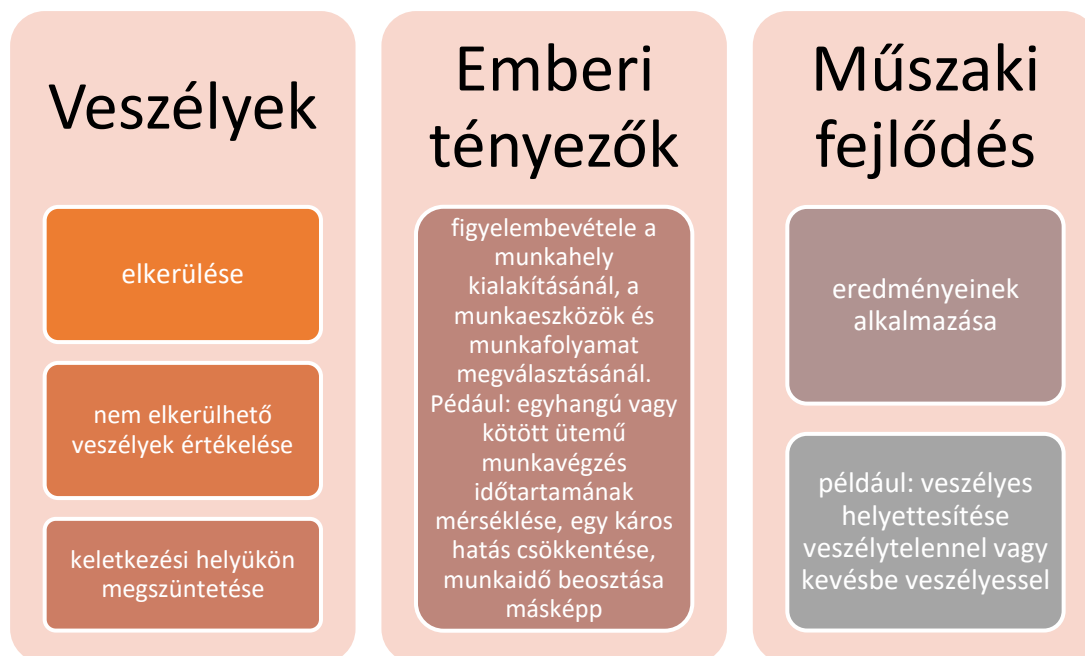 Veszélyek
elkerülése
nem elkerülhető
veszélyek értékelése
keletkezési helyükön
megszüntetése
Emberi
tényezők
figyelembevétele a
munkahely
kialakításánál, a
munkaeszközök és
munkafolyamat
megválasztásánál.
Pédául: egyhangú vagy
kötött ütemű
munkavégzés
időtartamának
mérséklése, egy káros
hatás csökkentése,
munkaidő beosztása
másképp
Műszaki
fejlődés
eredményeinek
alkalmazása
például: veszélyes
helyettesítése
veszélytelennel vagy
kevésbe veszélyessel